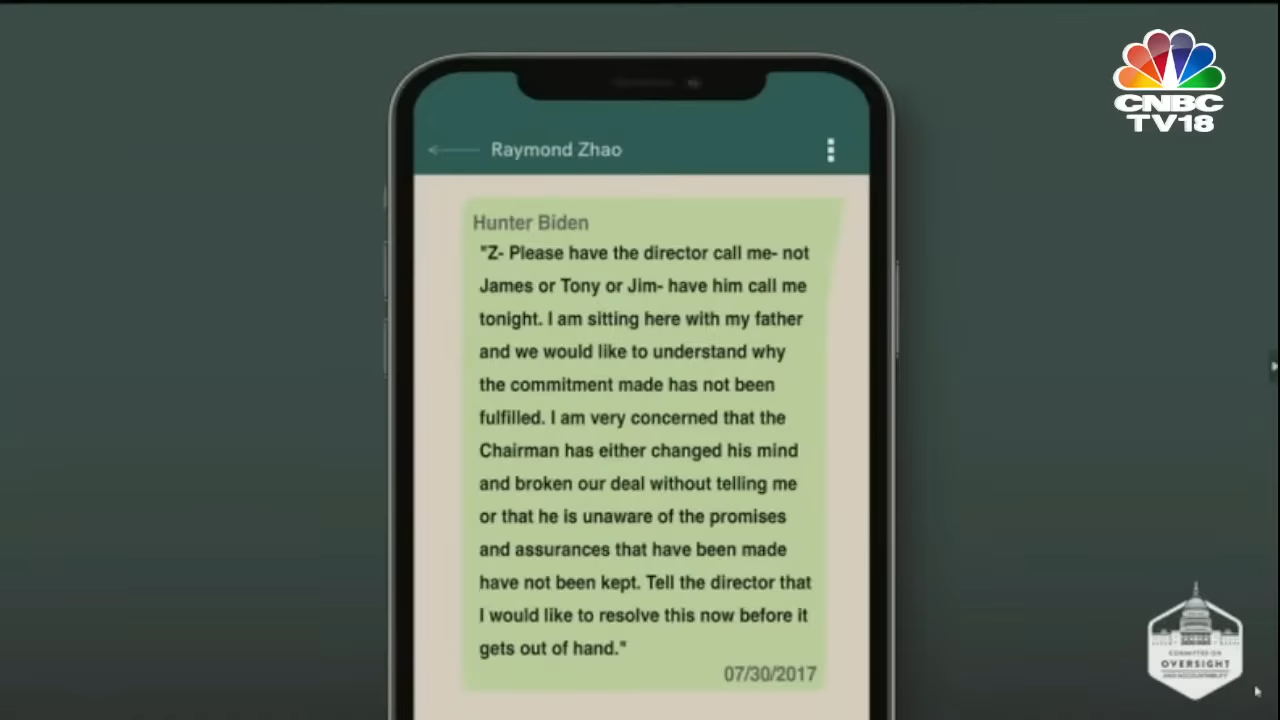 CNBC
TV18
Raymond Zhao
Hunter Biden
"Z- Please have the director call me- not
James or Tony or Jim- have him call me
tonight. I am sitting here with my father
and we would like to understand why
the commitment made has not been
fulfilled. I am very concerned that the
Chairman has either changed his mind
and broken our deal without telling me
or that he is unaware of the promises
and assurances that have been made
have not been kept. Tell the director that
I would like to resolve this now before it
gets out of hand."
07/30/2017
COMMITTEE ON
OVERSIGHT
AND ACCOUNTABILITY